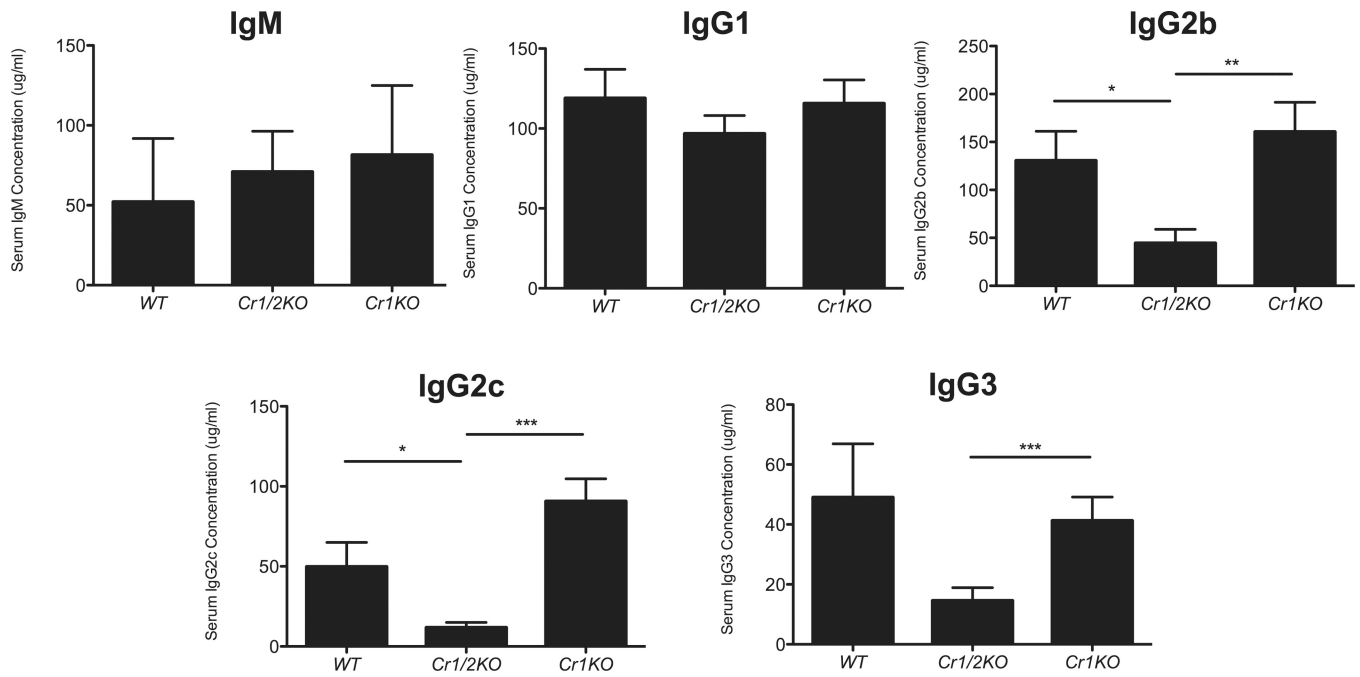 IgM
Serum IgM Concentration (ug/ml)
150
100
50
0
WT Cr1/2KO Cr1KO
IgG1
Serum IgG1 Concentration (ug/ml)
150
100
50
0
WT Cr1/2KO Cr1KO
IgG2b
Serum IgG2b Concentration (ug/ml)
250
200
150
100
50
0
*
**
WT Cr1/2KO Cr1KO
IgG2c
Serum IgG2c Concentration (ug/ml)
150
100
50
0
*
***
WT Cr1/2KO Cr1KO
IgG3
Serum IgG3 Concentration (ug/ml)
80
60
40
20
0
***
WT Cr1/2KO Cr1KO